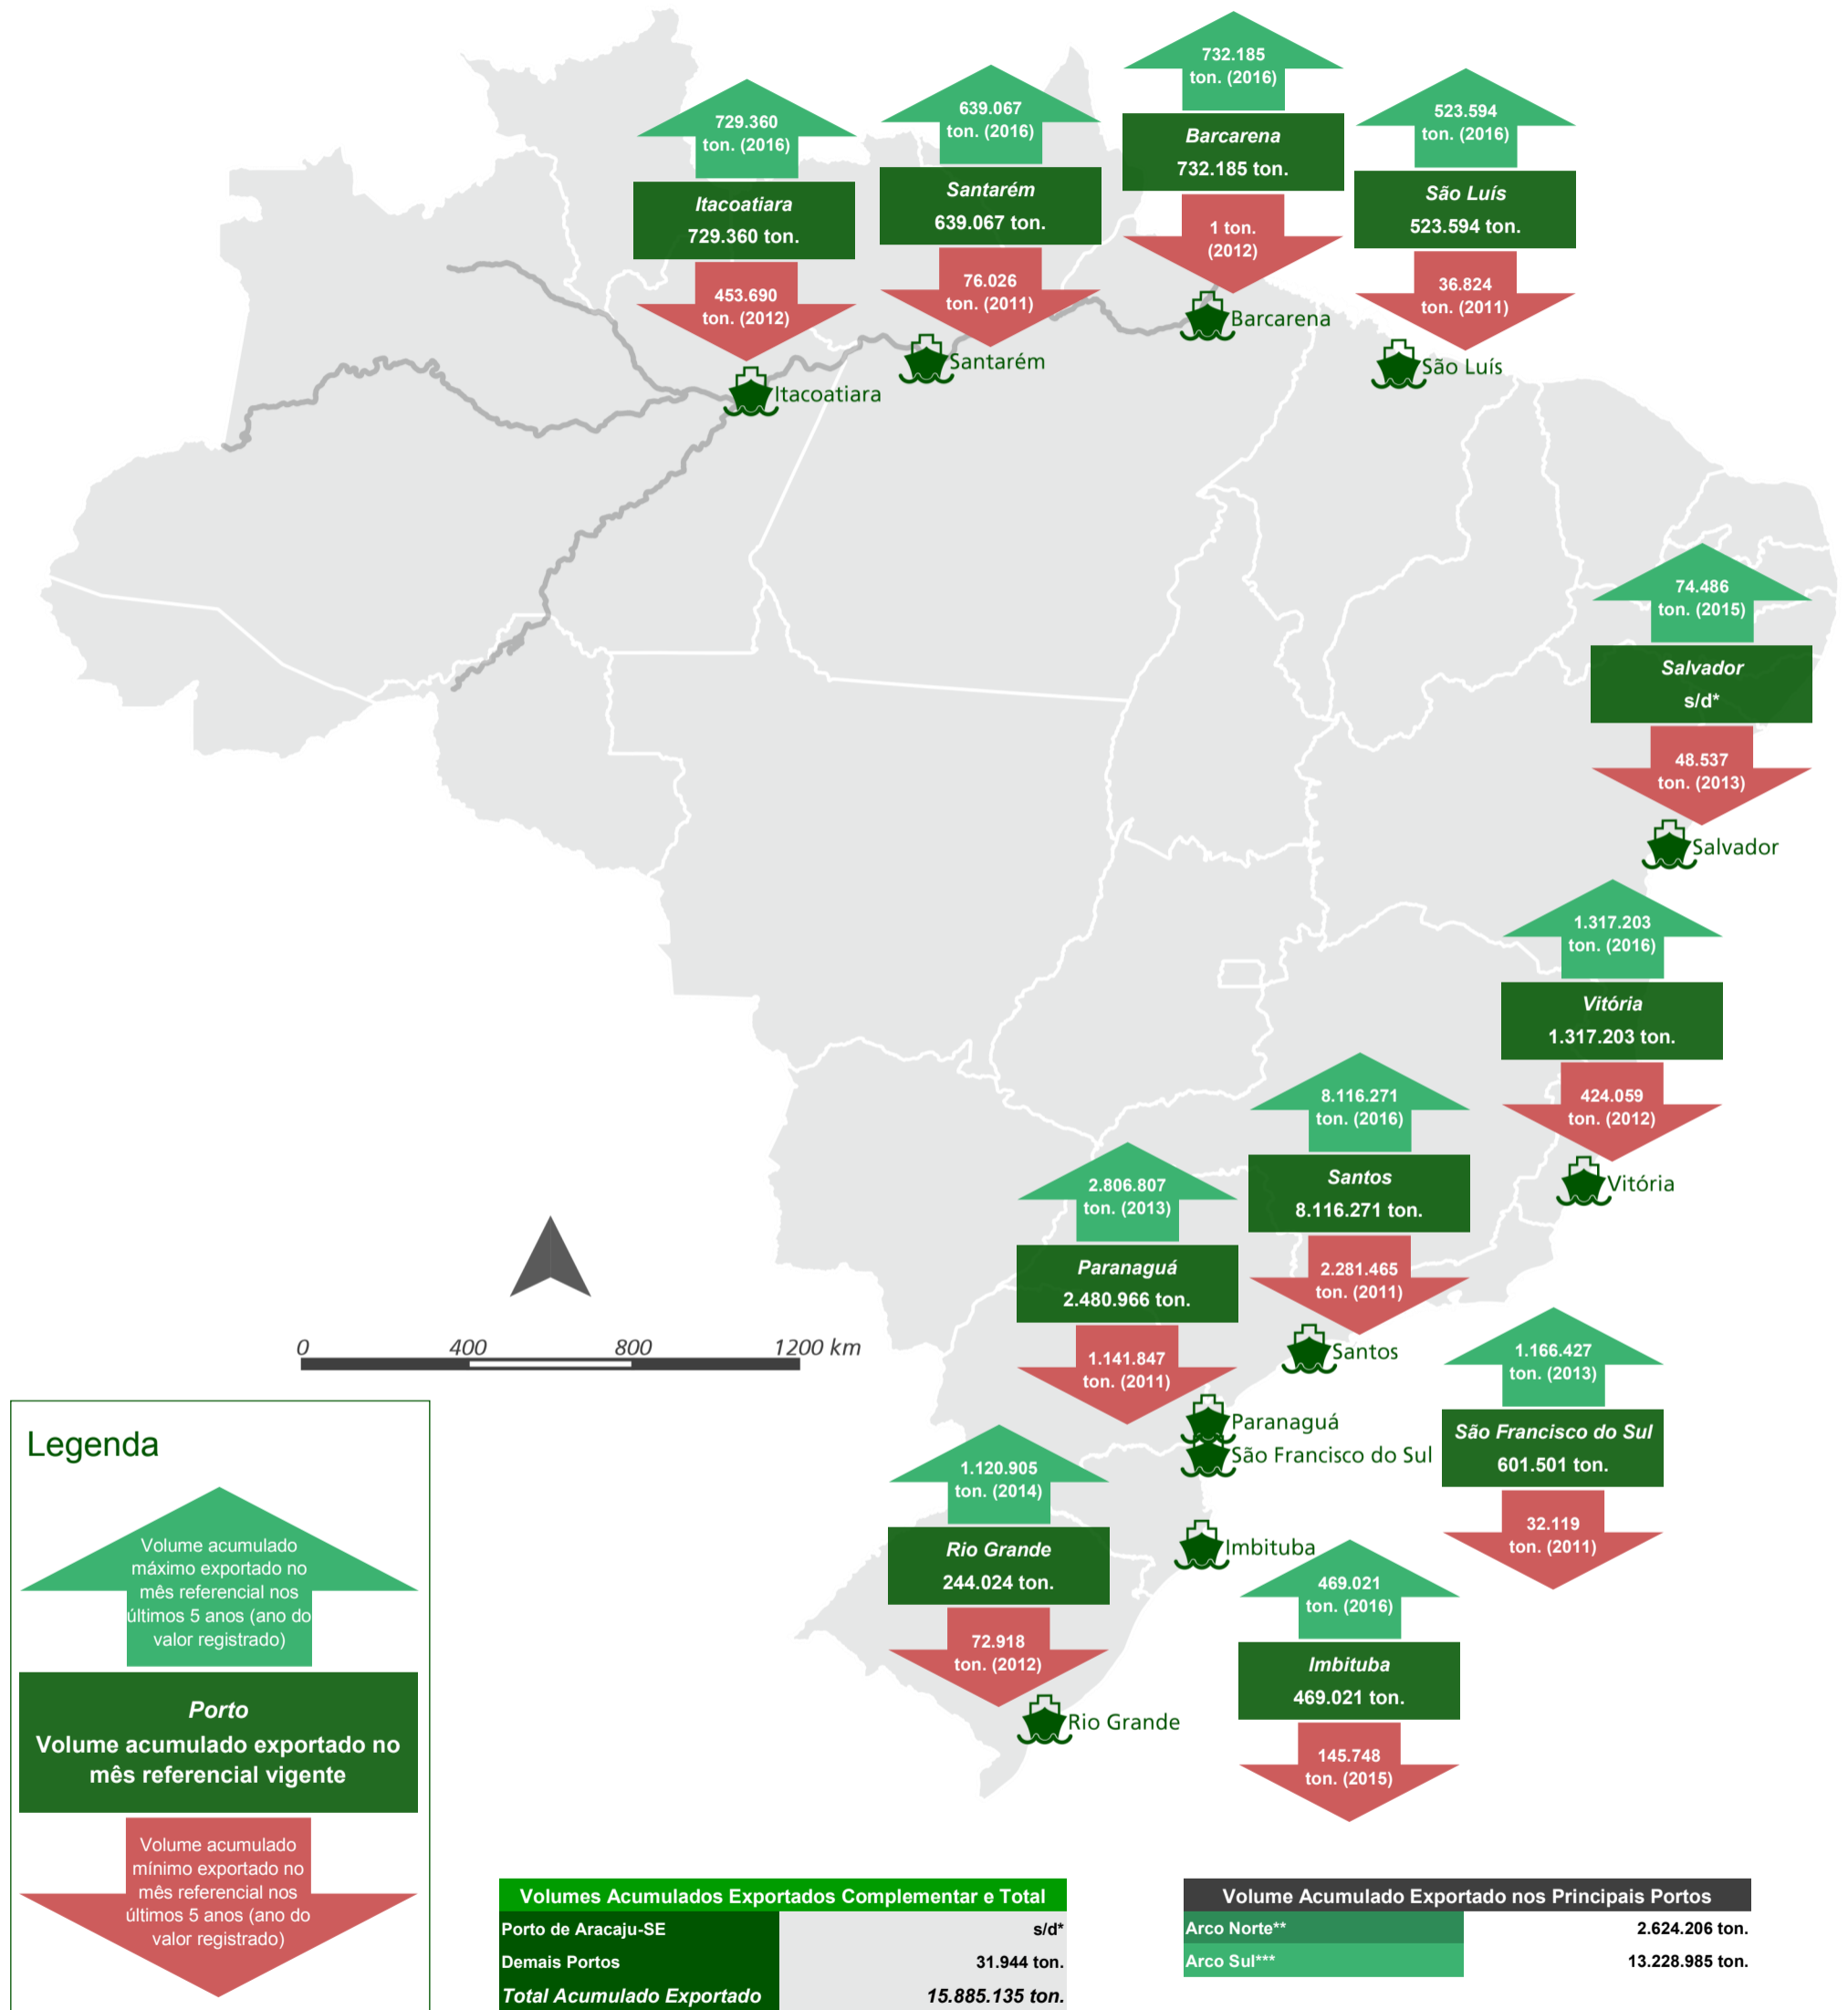 732.185
ton. (2016)
Barcarena
732.185 ton.
1 ton.
(2012)
Barcarena
639.067
ton. (2016)
Santarém
639.067 ton.
76.026
ton. (2011)
Santarém
523.594
ton. (2016)
São Luís
523.594 ton.
36.824
ton. (2011)
São Luís
729.360
ton. (2016)
Itacoatiara
729.360 ton.
453.690
ton. (2012)
Itacoatiara
74.486
ton. (2015)
Salvador
s/d*
48.537
ton. (2013)
Salvador
1.317.203
ton. (2016)
Vitória
1.317.203 ton.
424.059
ton. (2012)
Vitória
8.116.271
ton. (2016)
Santos
8.116.271 ton.
2.281.465
ton. (2011)
Santos
2.806.807
ton. (2013)
Paranaguá
2.480.966 ton.
1.141.847
ton. (2011)
Paranaguá
São Francisco do Sul
1.166.427
ton. (2013)
São Francisco do Sul
601.501 ton.
32.119
ton. (2011)
1.120.905
ton. (2014)
Rio Grande
244.024 ton.
72.918
ton. (2012)
Rio Grande
Imbituba
469.021
ton. (2016)
Imbituba
469.021 ton.
145.748
ton. (2015)
0 400 800 1200 km
Legenda
Volume acumulado
máximo exportado no
mês referencial nos
últimos 5 anos (ano do
valor registrado)
Porto
Volume acumulado exportado no
mês referencial vigente
Volume acumulado
mínimo exportado no
mês referencial nos
últimos 5 anos (ano do
valor registrado)
Volumes Acumulados Exportados Complementar e Total
Porto de Aracaju-SE s/d*
Demais Portos 31.944 ton.
Total Acumulado Exportado 15.885.135 ton.
Volume Acumulado Exportado nos Principais Portos
Arco Norte** 2.624.206 ton.
Arco Sul*** 13.228.985 ton.